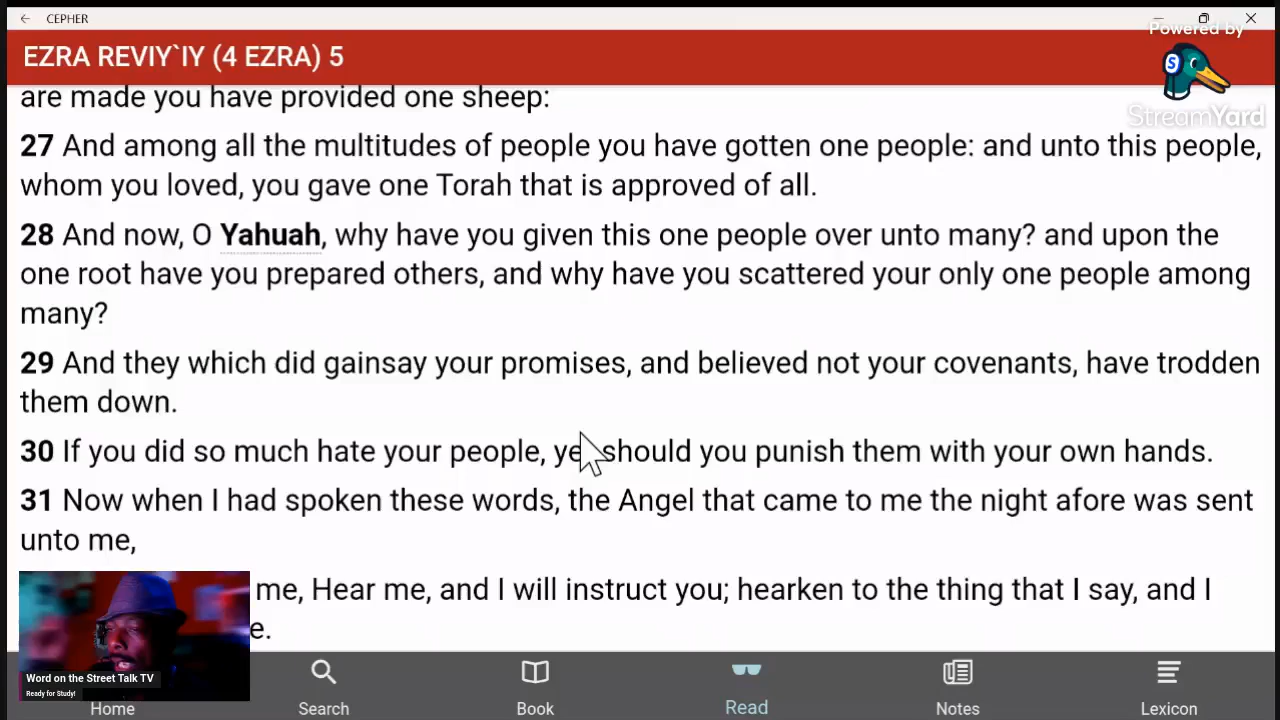 CEPHER
Powered by
EZRA REVIY`IY (4 EZRA) 5
S
StreamYard
are made you have provided one sheep:
27 And among all the multitudes of people you have gotten one people: and unto this people,
whom you loved, you gave one Torah that is approved of all.
28 And now, O Yahuah, why have you given this one people over unto many? and upon the
one root have you prepared others, and why have you scattered your only one people among
many?
29 And they which did gainsay your promises, and believed not your covenants, have trodden
them down.
30 If you did so much hate your people, should you punish them with your own hands.
31 Now when I had spoken these words, the Angel that came to me the night afore was sent
unto me,
me, Hear me, and I will instruct you; hearken to the thing that I say, and I
e.
Word on the Street Talk TV
Ready for Study!
Home Search Book Read Notes Lexicon